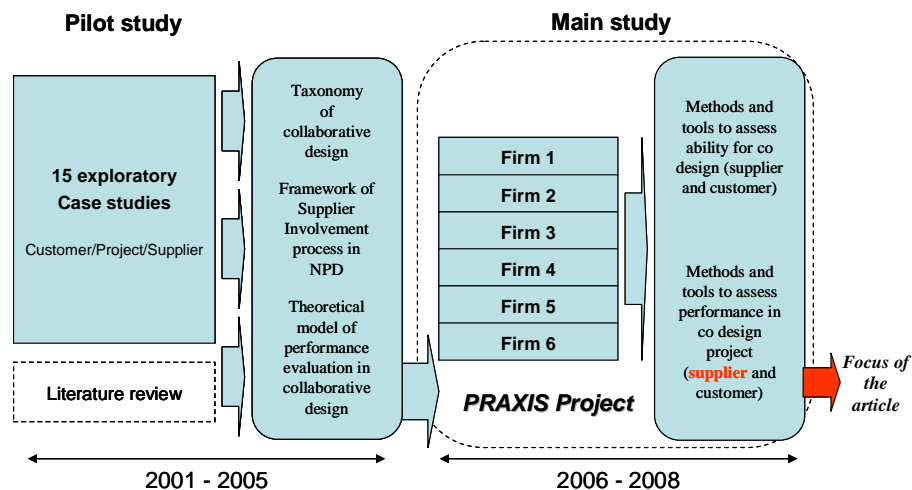 Pilot study
Main study
15 exploratory
Case studies
Customer/Project/Supplier
Literature review
Taxonomy
of
collaborative
design
Framework of
Supplier
Involvement
process in
NPD
Theoretical
model of
performance
evaluation in
collaborative
design
Firm 1
Firm 2
Firm 3
Firm 4
Firm 5
Firm 6
PRAXIS Project
Methods and
tools to assess
ability for co
design (supplier
and customer)
Methods and
tools to assess
performance in
co design
project
(supplier and
customer)
Focus of
the
article
2001 - 2005
2006 - 2008